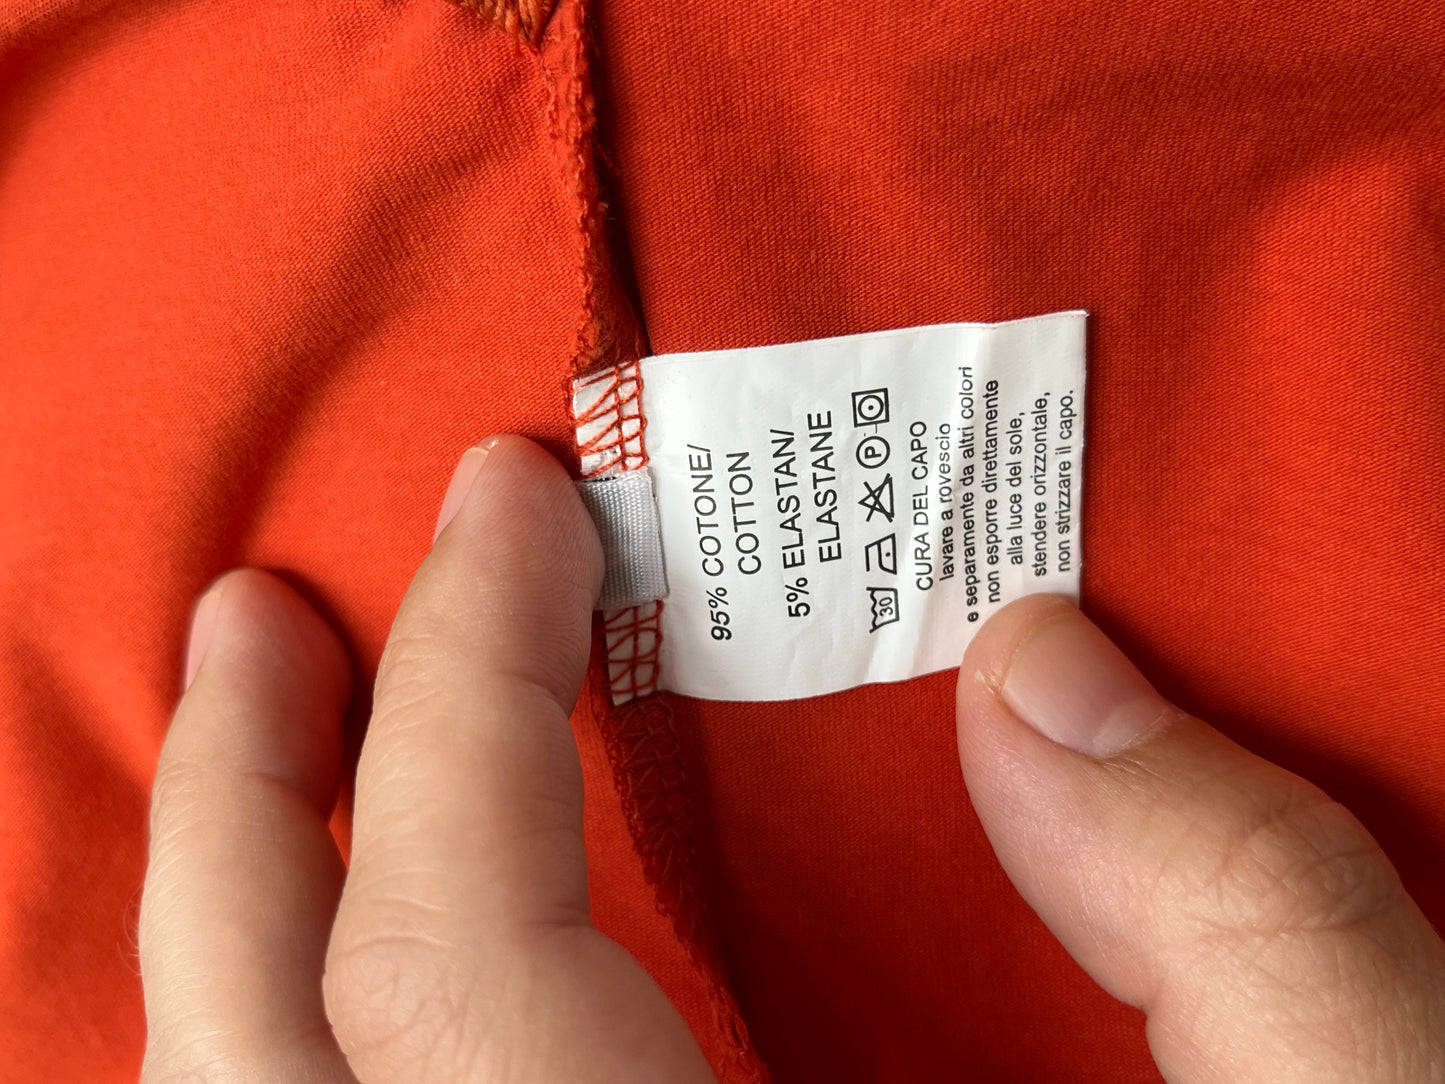 95% COTONE/
COTTON
5% ELASTAN/
ELASTANE
30 P
CURA DEL CAPO
lavare a rovescio
e separamente da altri colori
non esporre direttamente
alla luce del sole,
stendere orizzontale,
non strizzare il capo.